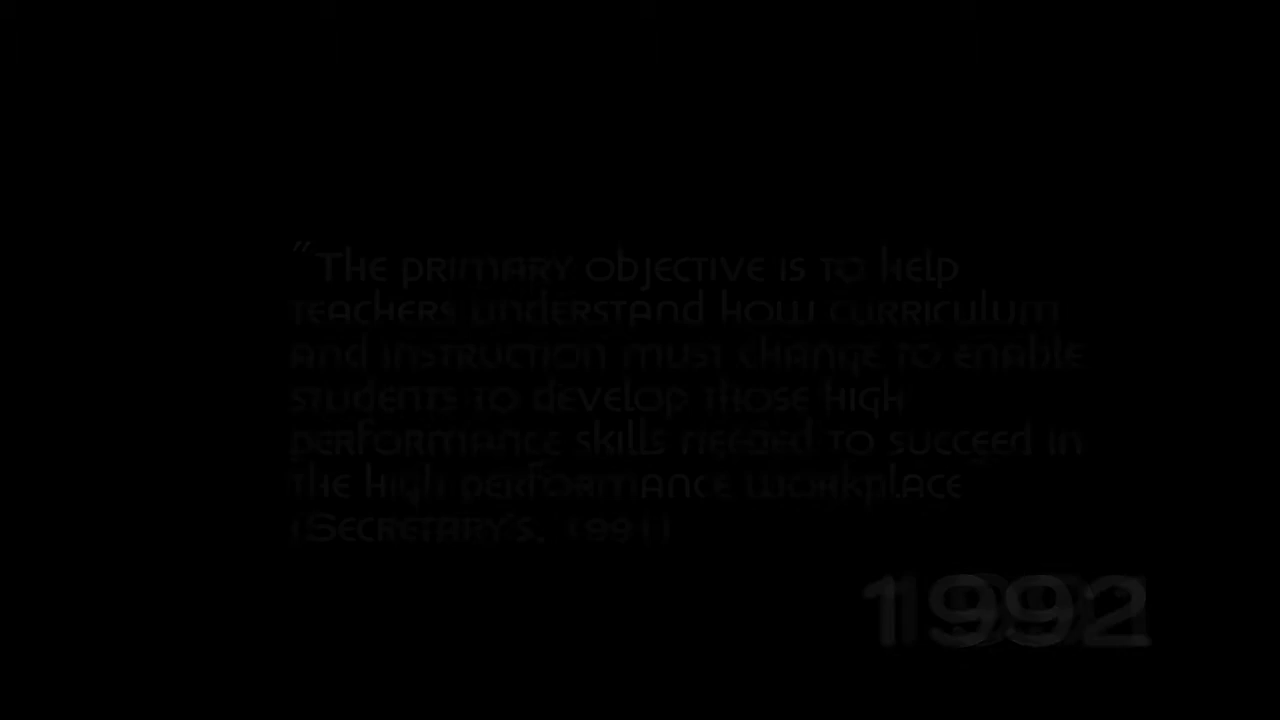 "The primary objective is to help
teachers understand how curriculum
and instruction must change to enable
students to develop those high
performance skills needed to succeed in
the high performance workplace
(Secretary's, 1991)
1992